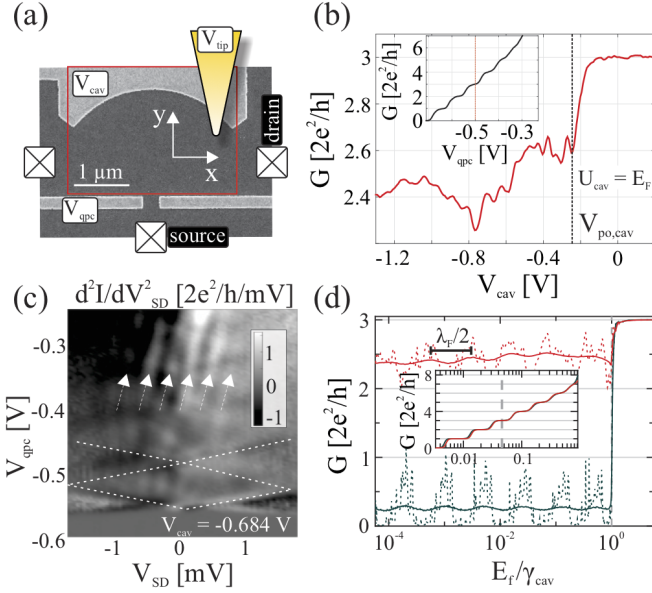 (a)
V_tip
V_cav
y
x
drain
1 µm
V_qpc
source
(b)
G [2e²/h]
3
2.8
2.6
2.4
G [2e²/h]
7
6
5
4
3
2
1
0
-0.5
-0.3
V_qpc [V]
U_cav = E_F
V_po,cav
-1.2
-0.8
-0.4
0
V_cav [V]
(c)
d²I/dV²_SD [2e²/h/mV]
-0.3
-0.4
-0.5
-0.6
V_qpc [V]
1
0
-1
V_cav = -0.684 V
-1
0
1
V_SD [mV]
(d)
G [2e²/h]
3
2
1
0
λ_F/2
G [2e²/h]
8
4
0
0.01
0.1
10⁻⁴
10⁻²
10⁰
E_f/γ_cav